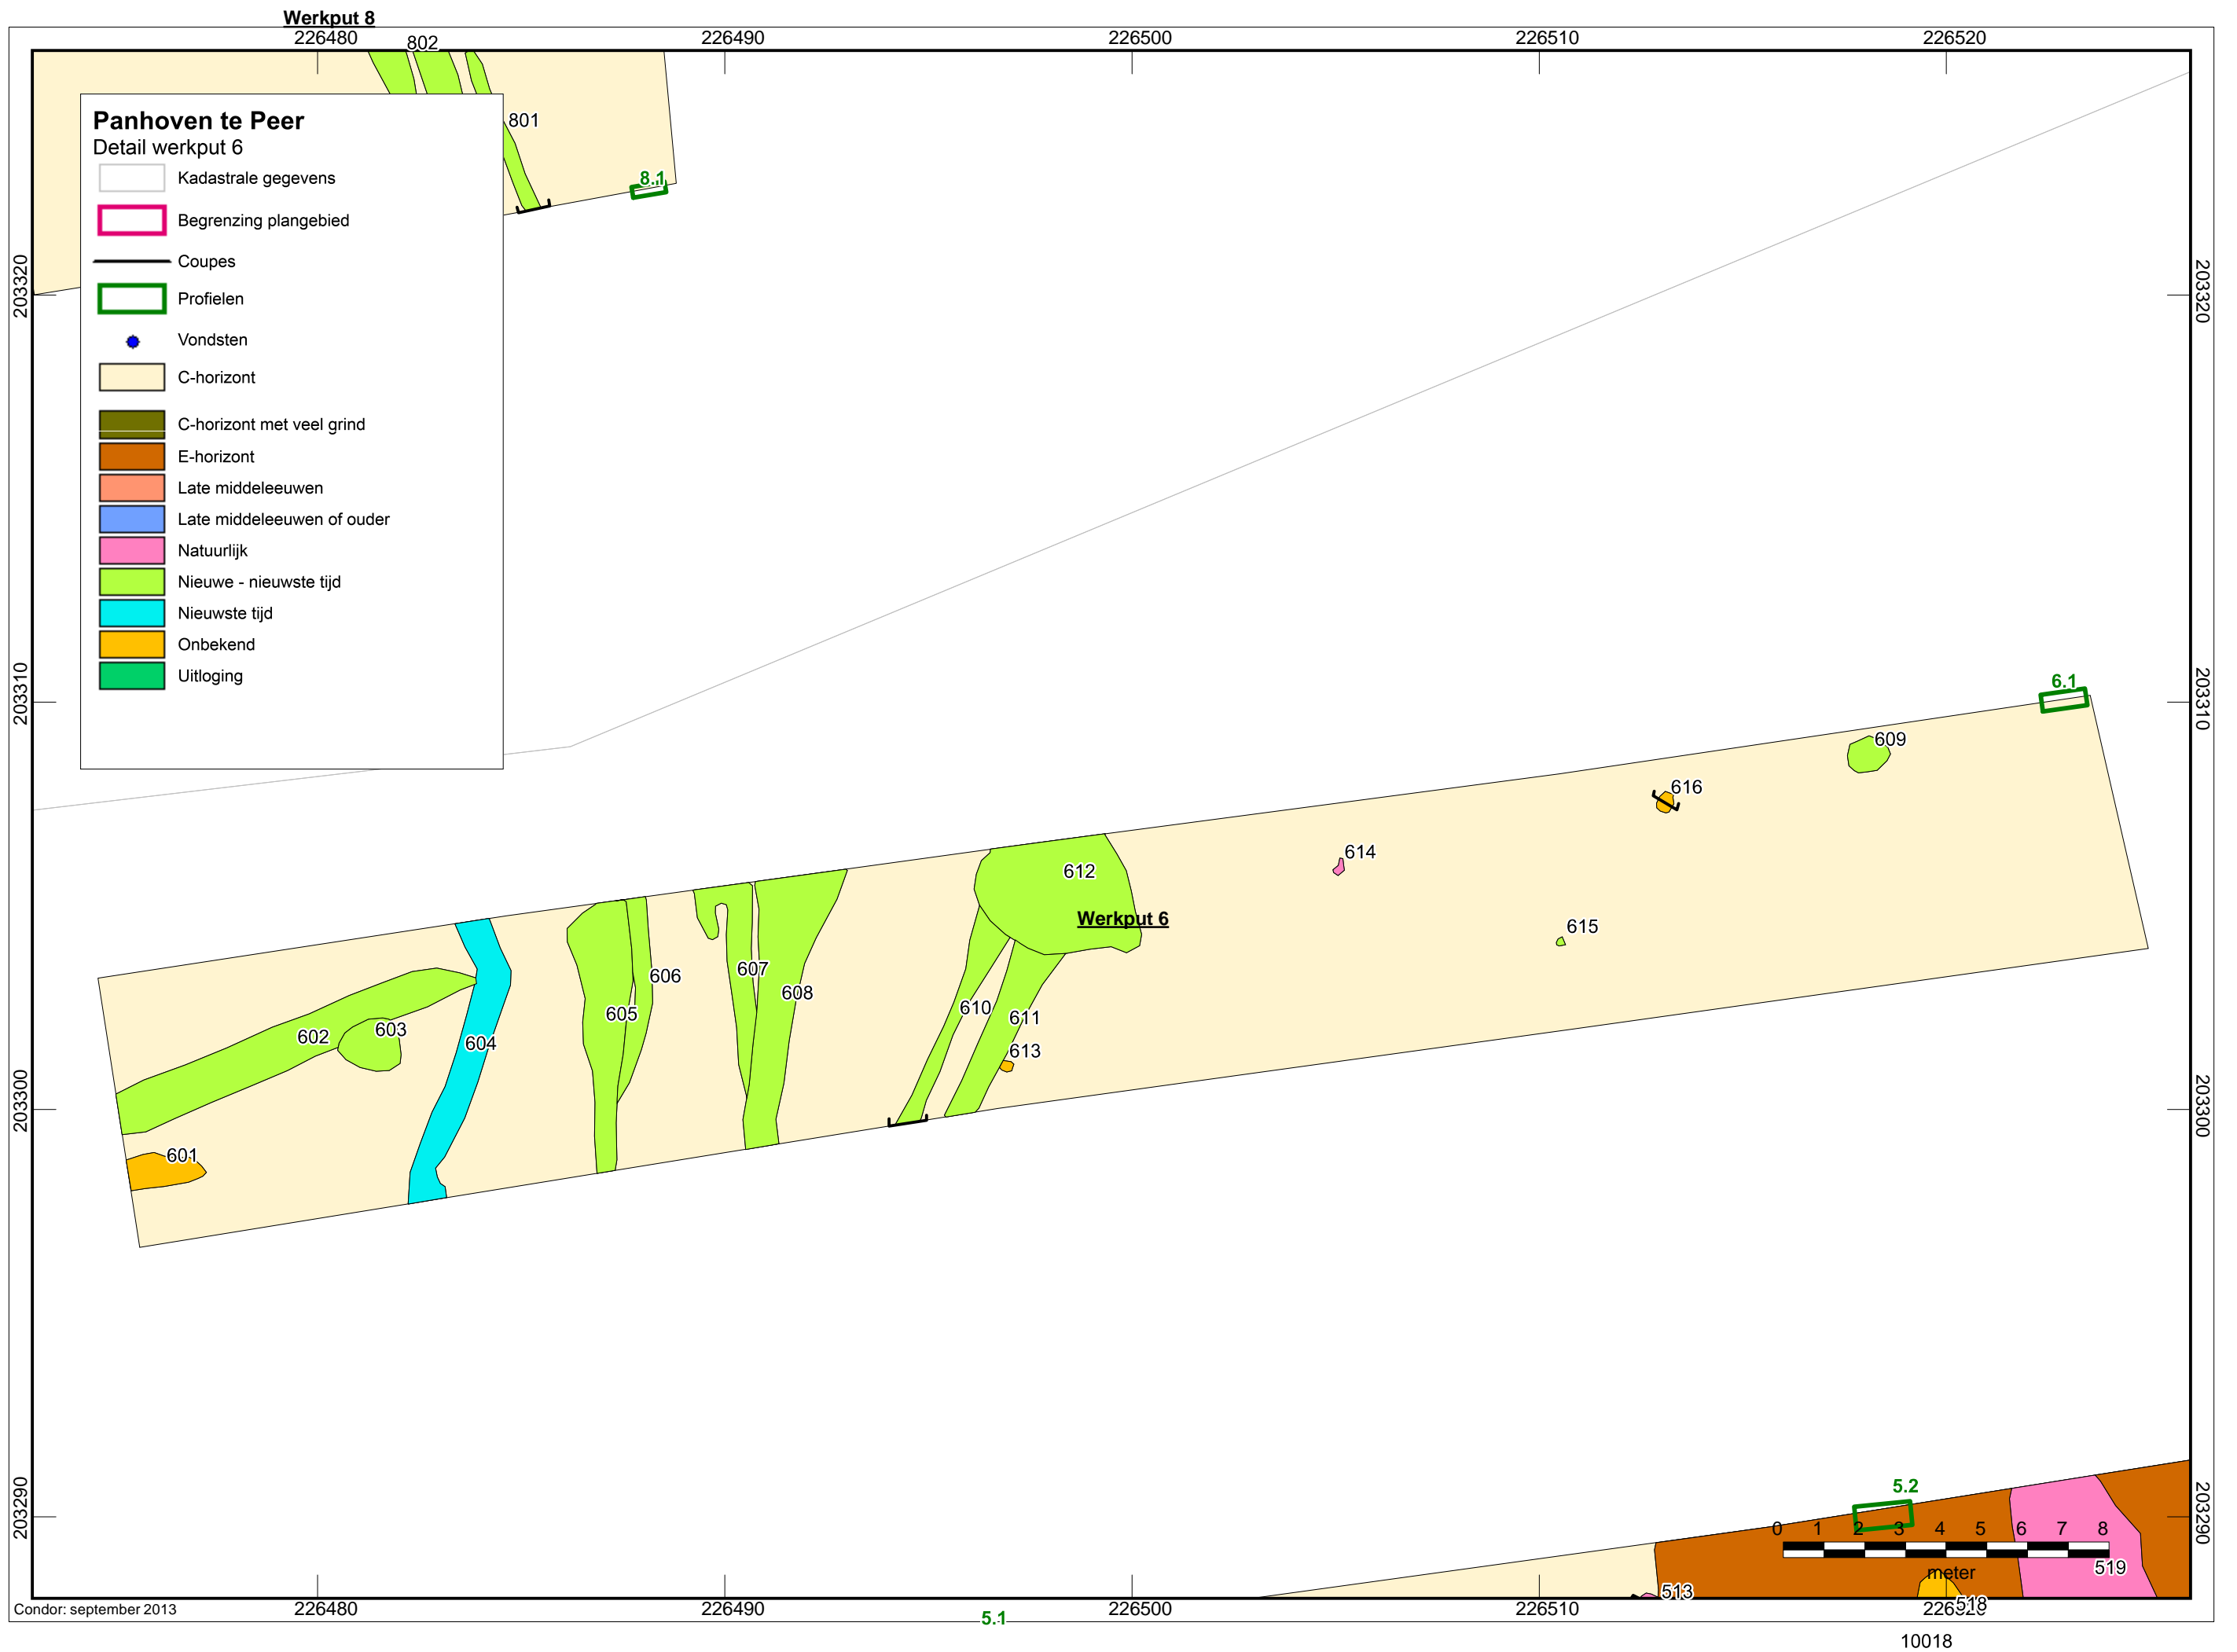 Werkput 8
226480
226490
226500
226510
226520
802
801
8.1
Panhoven te Peer
Detail werkput 6
Kadastrale gegevens
Begrenzing plangebied
Coupes
Profielen
Vondsten
C-horizont
C-horizont met veel grind
E-horizont
Late middeleeuwen
Late middeleeuwen of ouder
Natuurlijk
Nieuwe - nieuwste tijd
Nieuwste tijd
Onbekend
Uitloging
203320
203320
203310
203310
6.1
609
616
614
612
Werkput 6
615
607
606
608
610
605
611
603
602
604
613
203300
203300
601
5.2
203290
203290
0 1 2 3 4 5 6 7 8
meter
519
513
518
Condor: september 2013
226480
226490
226500
226510
5.1
10018